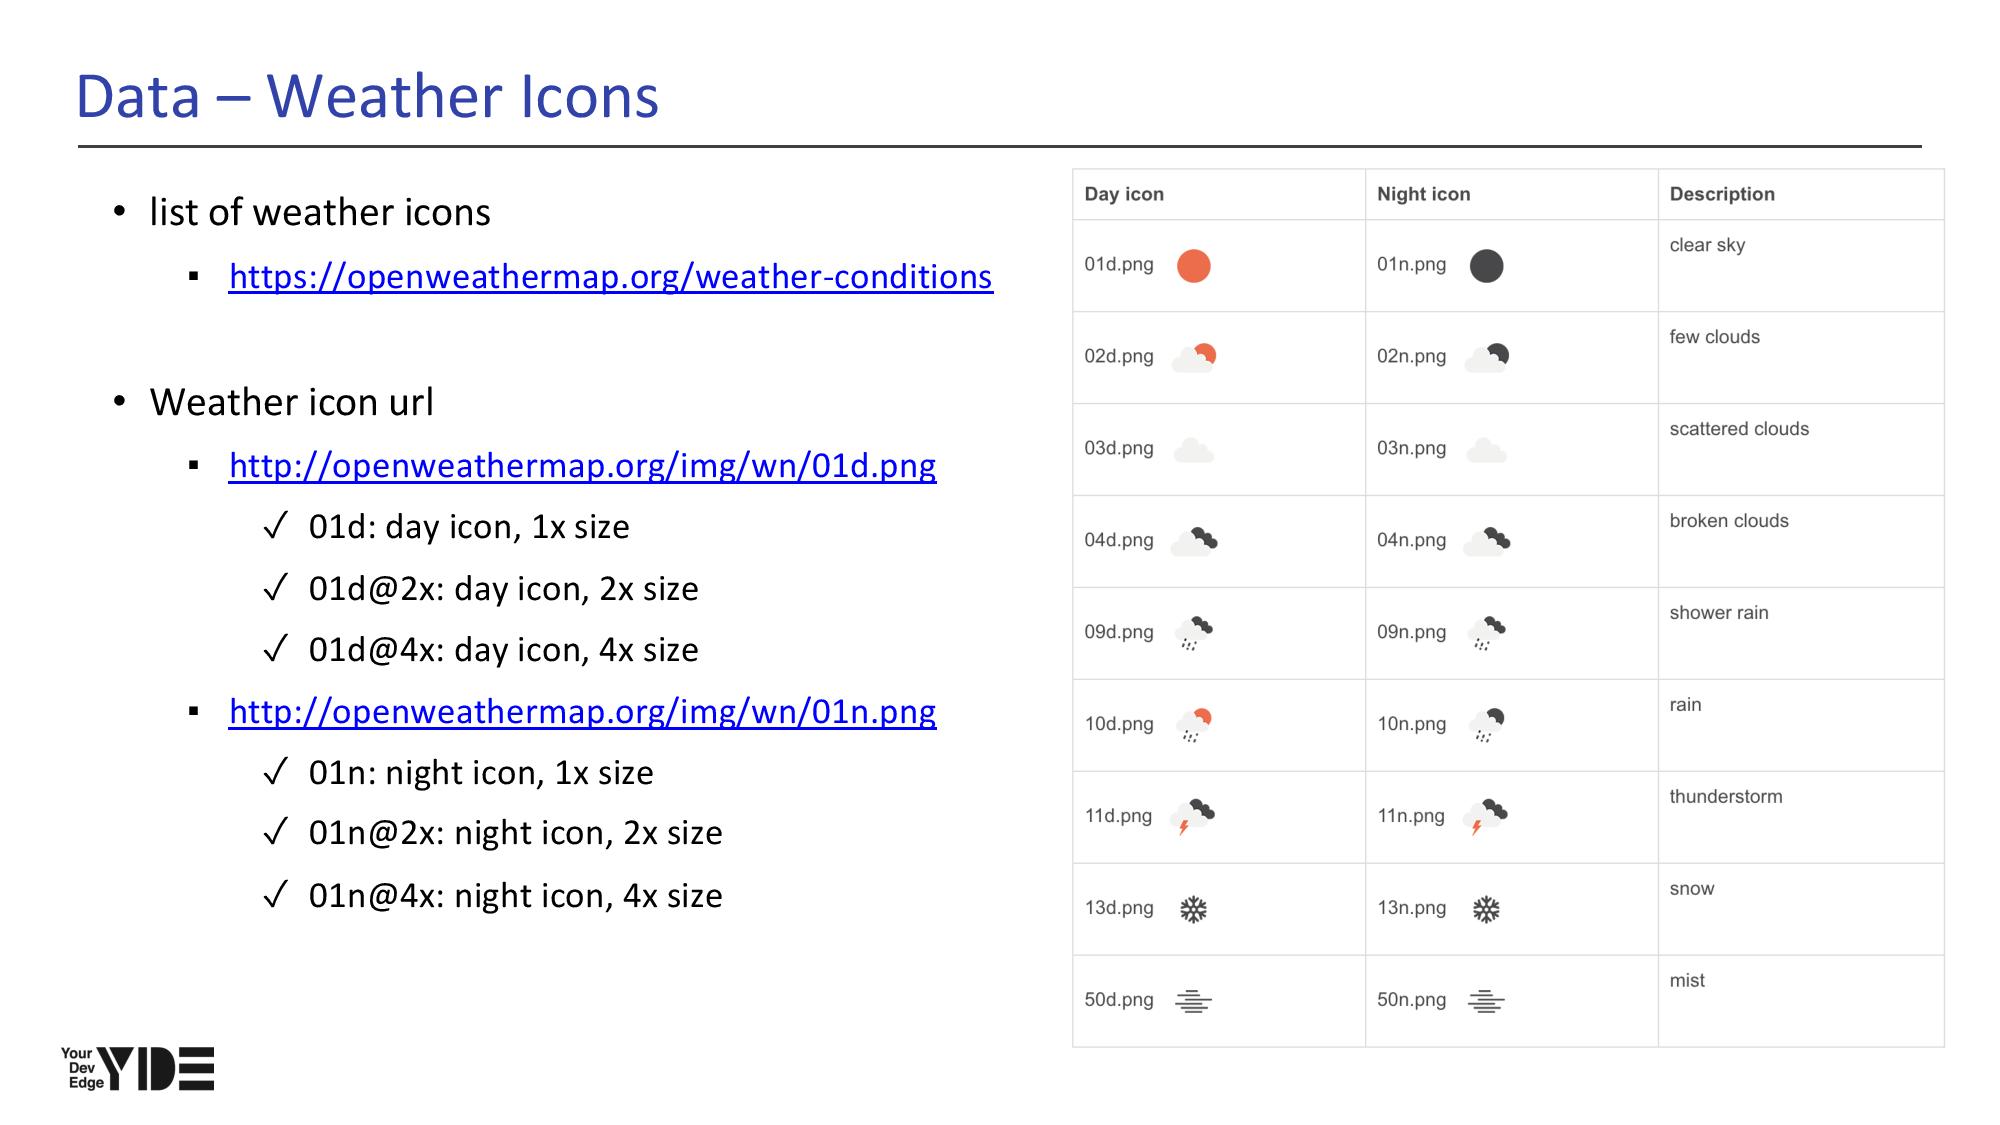 Data – Weather Icons
• list of weather icons
▪ https://openweathermap.org/weather-conditions
• Weather icon url
▪ http://openweathermap.org/img/wn/01d.png
✓ 01d: day icon, 1x size
✓ 01d@2x: day icon, 2x size
✓ 01d@4x: day icon, 4x size
▪ http://openweathermap.org/img/wn/01n.png
✓ 01n: night icon, 1x size
✓ 01n@2x: night icon, 2x size
✓ 01n@4x: night icon, 4x size
Day icon Night icon Description
01d.png 01n.png clear sky
02d.png 02n.png few clouds
03d.png 03n.png scattered clouds
04d.png 04n.png broken clouds
09d.png 09n.png shower rain
10d.png 10n.png rain
11d.png 11n.png thunderstorm
13d.png 13n.png snow
50d.png 50n.png mist
Your
Dev
Edge
YDE